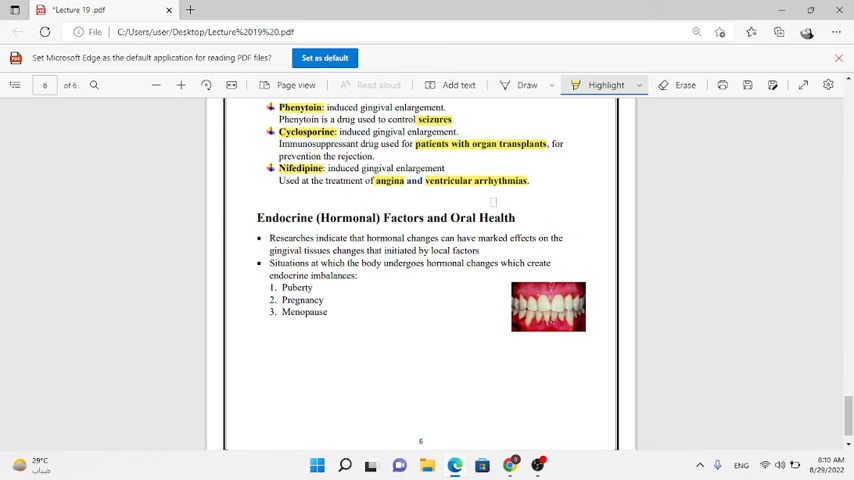 *Lecture 19 .pdf
File
C:/Users/user/Desktop/Lecture%2019%20.pdf
Set Microsoft Edge as the default application for reading PDF files?
Set as default
6 of 6
Page view
Read aloud
Add text
Draw
Highlight
Erase
Phenytoin: induced gingival enlargement.
Phenytoin is a drug used to control seizures
Cyclosporine: induced gingival enlargement.
Immunosuppressant drug used for patients with organ transplants, for
prevention the rejection.
Nifedipine: induced gingival enlargement
Used at the treatment of angina and ventricular arrhythmias.
Endocrine (Hormonal) Factors and Oral Health
• Researches indicate that hormonal changes can have marked effects on the
gingival tissues changes that initiated by local factors
• Situations at which the body undergoes hormonal changes which create
endocrine imbalances:
1. Puberty
2. Pregnancy
3. Menopause
6
29°C
ضباب
ENG
8:10 AM
8/29/2022